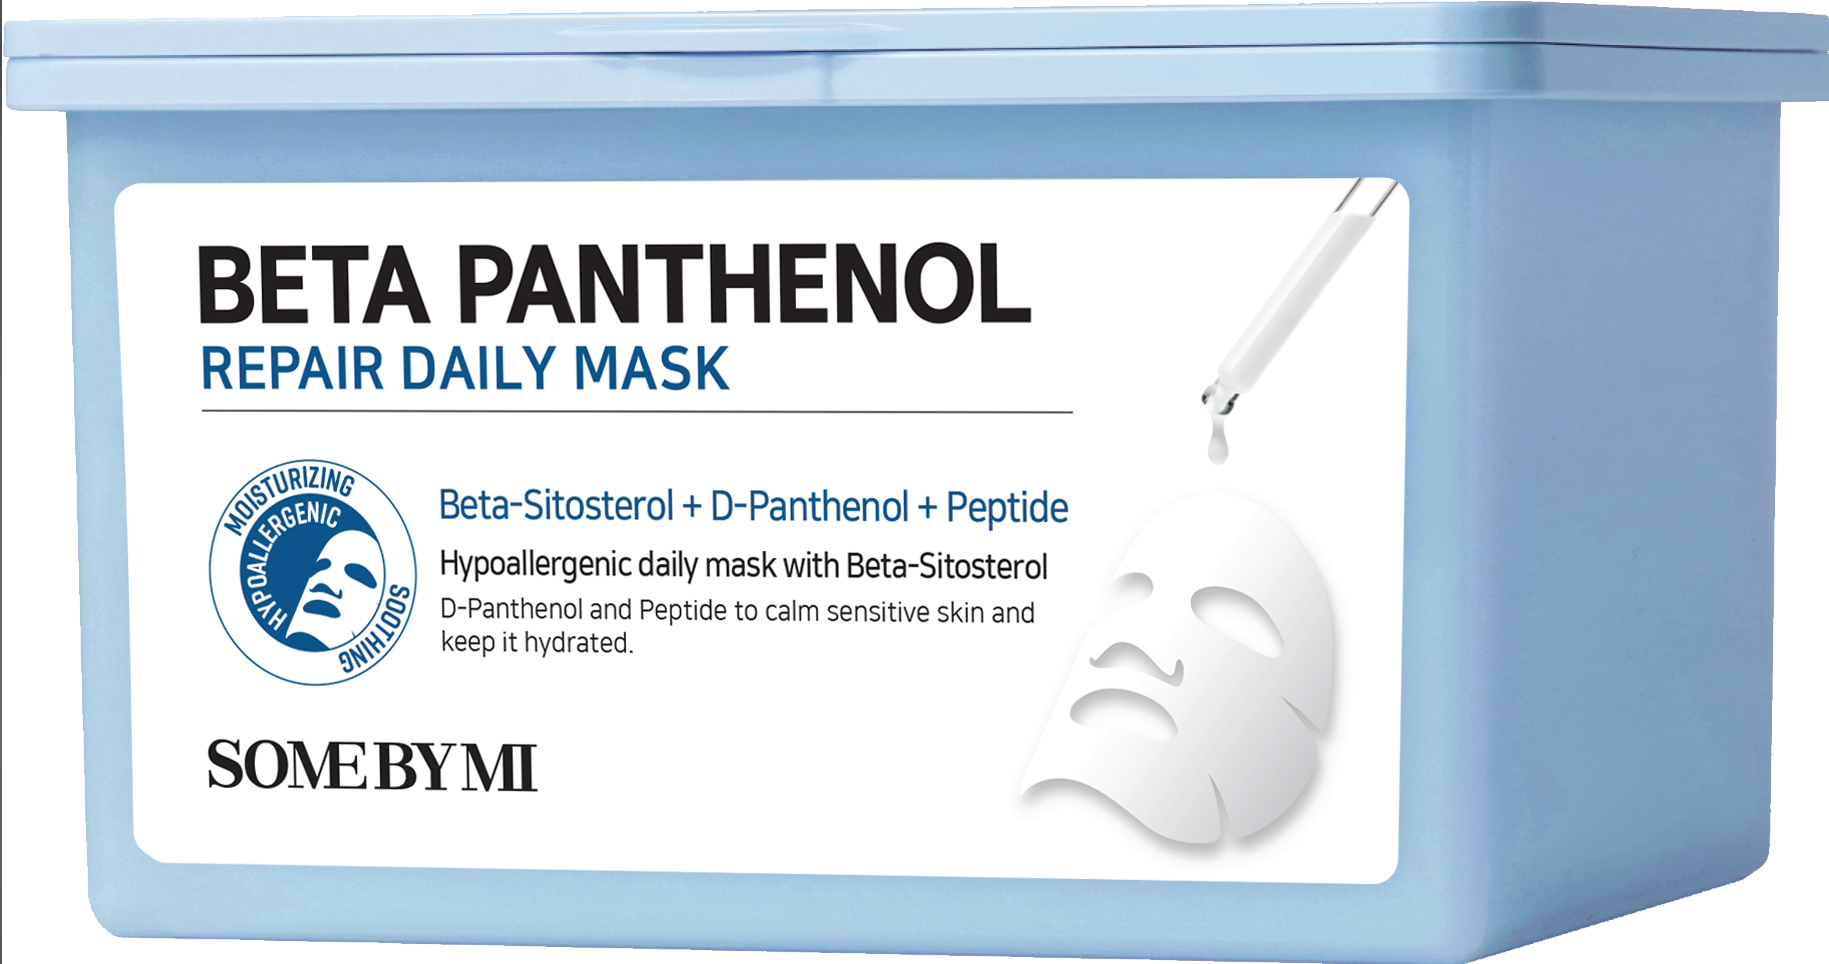 BETA PANTHENOL
REPAIR DAILY MASK
MOISTURIZING
HYPOALLERGENIC
SOOTHING
Beta-Sitosterol + D-Panthenol + Peptide
Hypoallergenic daily mask with Beta-Sitosterol
D-Panthenol and Peptide to calm sensitive skin and
keep it hydrated.
SOME BY MI